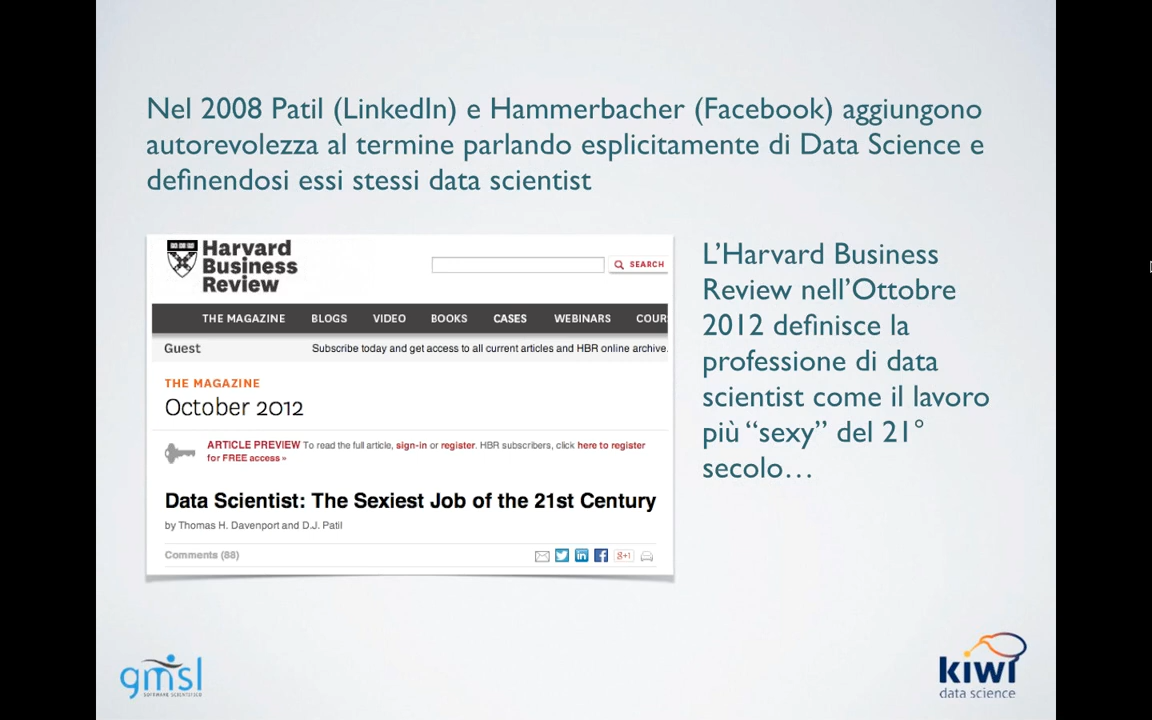 Nel 2008 Patil (LinkedIn) e Hammerbacher (Facebook) aggiungono
autorevolezza al termine parlando esplicitamente di Data Science e
definendosi essi stessi data scientist
Harvard
Business
Review
SEARCH
THE MAGAZINE BLOGS VIDEO BOOKS CASES WEBINARS COUR
Guest Subscribe today and get access to all current articles and HBR online archive.
THE MAGAZINE
October 2012
ARTICLE PREVIEW To read the full article, sign-in or register. HBR subscribers, click here to register
for FREE access »
Data Scientist: The Sexiest Job of the 21st Century
by Thomas H. Davenport and D.J. Patil
Comments (88)
g+1
L’Harvard Business
Review nell’Ottobre
2012 definisce la
professione di data
scientist come il lavoro
più “sexy” del 21°
secolo…
gmsl
SOFTWARE SCIENTIFICO
kiwi
data science